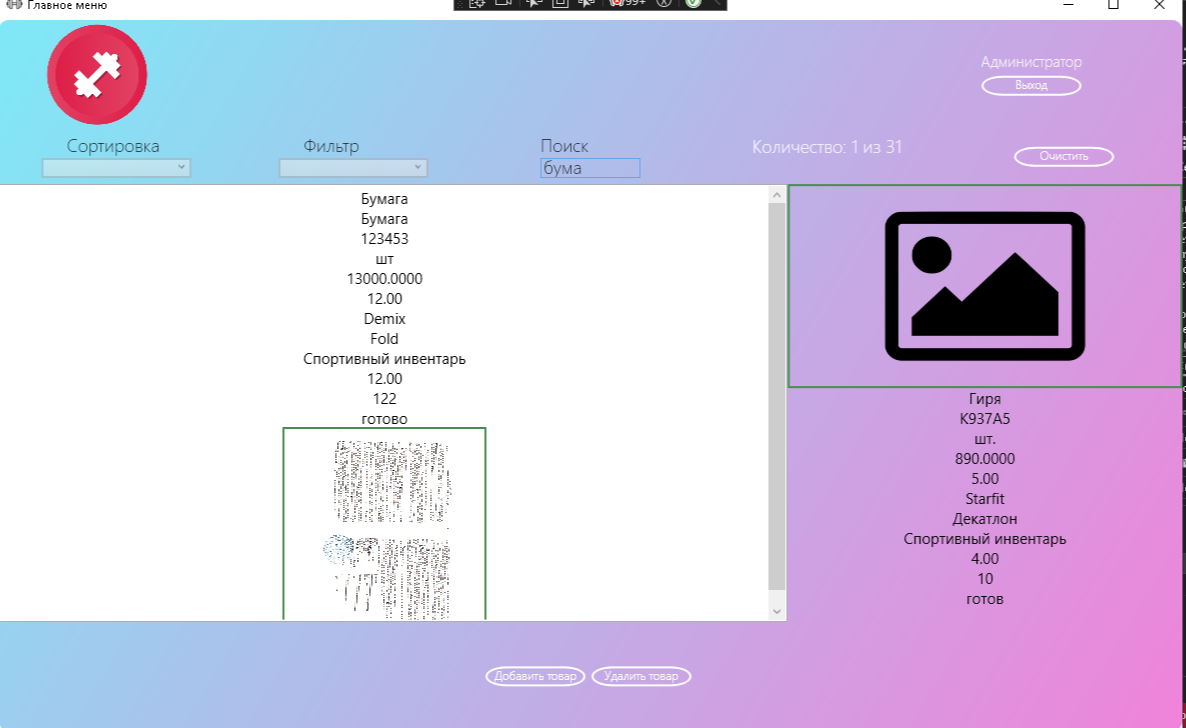 Главное меню
99+
Администратор
Выход
Сортировка
Фильтр
Поиск
бума
Количество: 1 из 31
Очистить
Бумага
Бумага
123453
шт
13000.0000
12.00
Demix
Fold
Спортивный инвентарь
12.00
122
готово
Гиря
K937A5
шт.
890.0000
5.00
Starfit
Декатлон
Спортивный инвентарь
4.00
10
готов
Добавить товар
Удалить товар